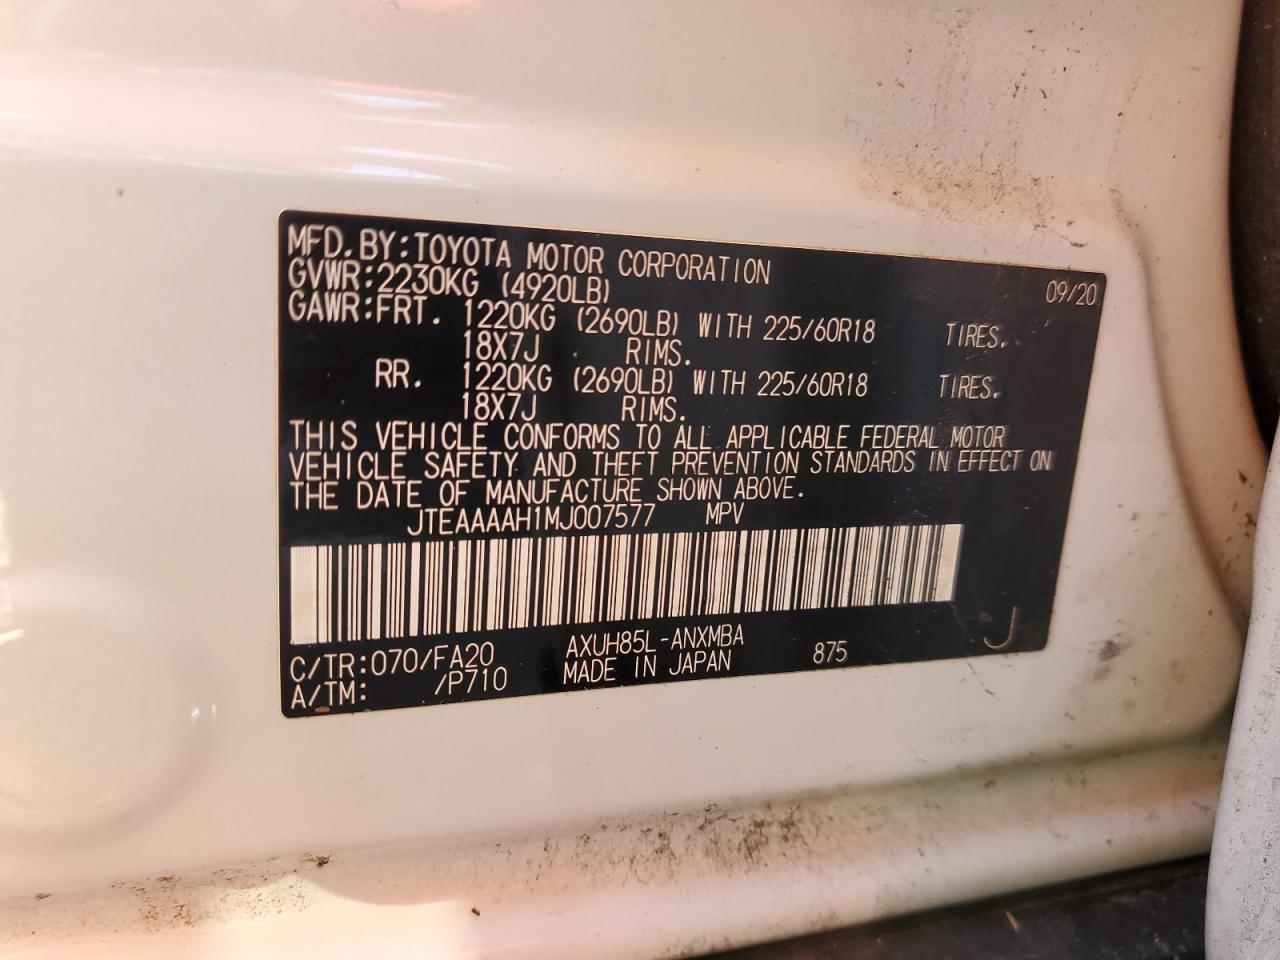 MFD. BY: TOYOTA MOTOR CORPORATION 09/20
GVWR: 2230KG (4920LB)
GAWR: FRT. 1220KG (2690LB) WITH 225/60R18 TIRES.
18X7J RIMS.
RR. 1220KG (2690LB) WITH 225/60R18 TIRES.
18X7J RIMS.
THIS VEHICLE CONFORMS TO ALL APPLICABLE FEDERAL MOTOR
VEHICLE SAFETY AND THEFT PREVENTION STANDARDS IN EFFECT ON
THE DATE OF MANUFACTURE SHOWN ABOVE.
JTEAAAAH1MJ007577 MPV
C/TR: 070/FA20 AXUH85L-ANXMBA 875 J
A/TM: /P710 MADE IN JAPAN